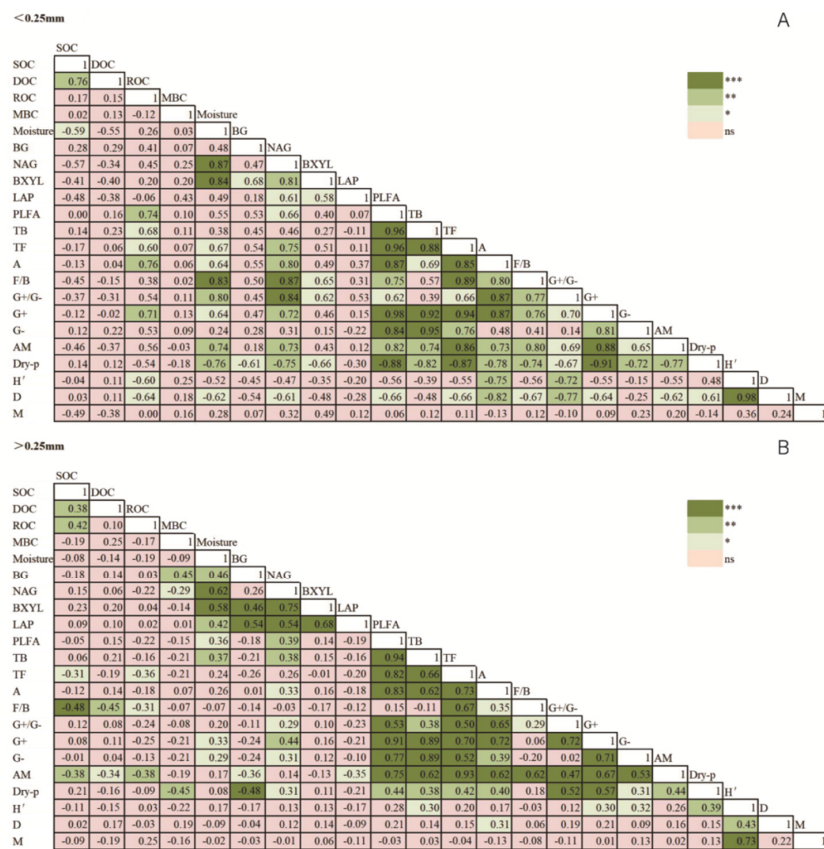 <0.25mm
A
SOC
SOC 1 DOC
DOC 0.76 1 ROC
ROC 0.17 0.15 1 MBC
MBC 0.02 0.13 -0.12 1 Moisture
Moisture -0.59 -0.55 0.26 0.03 1 BG
BG 0.28 0.29 0.41 0.07 0.48 1 NAG
NAG -0.57 -0.34 0.45 0.25 0.87 0.47 1 BXYL
BXYL -0.41 -0.40 -0.06 0.20 0.84 0.68 0.81 1 LAP
LAP -0.48 -0.38 -0.06 0.43 0.49 0.18 0.61 0.58 1 PLFA
PLFA 0.00 0.16 0.74 0.10 0.55 0.53 0.66 0.40 0.07 1 TB
TB 0.14 0.23 0.68 0.11 0.38 0.45 0.46 0.27 -0.11 0.96 1 TF
TF -0.17 0.06 0.60 0.07 0.67 0.54 0.75 0.51 0.11 0.96 0.88 1 A
A -0.13 0.04 0.76 0.06 0.64 0.55 0.80 0.49 0.37 0.87 0.69 0.85 1 F/B
F/B -0.45 -0.15 0.38 0.02 0.83 0.50 0.87 0.65 0.31 0.75 0.57 0.89 0.80 1 G+/G-
G+/G- -0.37 -0.31 0.54 0.11 0.80 0.45 0.84 0.62 0.53 0.62 0.39 0.66 0.87 0.77 1 G+
G+ -0.12 -0.02 0.71 0.13 0.64 0.47 0.72 0.46 0.15 0.98 0.92 0.94 0.87 0.76 0.70 1 G-
G- 0.12 0.22 0.53 0.09 0.24 0.28 0.31 0.15 -0.22 0.84 0.95 0.76 0.48 0.41 0.14 0.81 1 AM
AM -0.46 -0.37 0.56 -0.03 0.74 0.18 0.73 0.43 0.12 0.82 0.74 0.86 0.73 0.80 0.69 0.88 0.65 1 Dry-p
Dry-p 0.14 0.12 -0.54 -0.18 -0.76 -0.61 -0.75 -0.66 -0.30 -0.88 -0.82 -0.87 -0.78 -0.74 -0.67 -0.91 -0.72 -0.77 1 H′
H′ -0.04 0.11 -0.60 0.25 -0.52 -0.45 -0.47 -0.35 -0.20 -0.56 -0.39 -0.55 -0.75 -0.56 -0.72 -0.55 -0.15 -0.55 0.48 1 D
D 0.03 0.11 -0.64 0.18 -0.62 -0.54 -0.61 -0.48 -0.28 -0.66 -0.48 -0.66 -0.82 -0.67 -0.77 -0.64 -0.25 -0.62 0.61 0.98 1 M
M -0.49 -0.38 0.00 0.16 0.28 0.07 0.32 0.49 0.12 0.06 0.12 0.11 -0.13 0.12 -0.10 0.09 0.23 0.20 -0.14 0.36 0.24 1
***
**
*
ns
>0.25mm
B
SOC
SOC 1 DOC
DOC 0.38 1 ROC
ROC 0.42 0.10 1 MBC
MBC -0.19 0.25 -0.17 1 Moisture
Moisture -0.08 -0.14 -0.19 -0.09 1 BG
BG -0.18 0.14 0.03 0.45 0.46 1 NAG
NAG 0.15 0.06 -0.22 -0.29 0.62 0.26 1 BXYL
BXYL 0.23 0.20 0.04 -0.14 0.58 0.46 0.75 1 LAP
LAP 0.09 0.10 0.02 0.01 0.42 0.54 0.54 0.68 1 PLFA
PLFA -0.05 0.15 -0.22 -0.15 0.36 -0.18 0.39 0.14 -0.19 1 TB
TB 0.06 0.21 -0.16 -0.21 0.37 -0.21 0.38 0.15 -0.16 0.94 1 TF
TF -0.31 -0.19 -0.36 -0.21 0.24 -0.26 0.26 -0.01 -0.20 0.82 0.66 1 A
A -0.12 0.14 -0.18 0.07 0.26 0.01 0.33 0.16 -0.18 0.83 0.62 0.73 1 F/B
F/B -0.48 -0.45 -0.31 -0.07 -0.07 -0.14 -0.03 -0.17 -0.12 0.15 -0.11 0.67 0.35 1 G+/G-
G+/G- 0.12 0.08 -0.24 -0.08 0.20 -0.11 0.29 0.10 -0.23 0.53 0.38 0.50 0.65 0.29 1 G+
G+ 0.08 0.11 -0.25 -0.21 0.33 -0.24 0.44 0.16 -0.21 0.91 0.89 0.70 0.72 0.06 0.72 1 G-
G- -0.01 0.04 -0.13 -0.21 0.29 -0.24 0.31 0.12 -0.10 0.77 0.89 0.52 0.39 -0.20 0.02 0.71 1 AM
AM -0.38 -0.34 -0.38 -0.19 0.17 -0.36 0.14 -0.13 -0.35 0.75 0.62 0.93 0.62 0.62 0.47 0.67 0.53 1 Dry-p
Dry-p 0.21 -0.16 -0.09 -0.45 0.08 -0.48 0.31 0.11 -0.21 0.44 0.38 0.42 0.40 0.18 0.52 0.57 0.31 0.44 1 H′
H′ -0.11 -0.15 0.03 -0.22 0.17 -0.17 0.13 0.13 -0.17 0.28 0.30 0.20 0.17 -0.03 0.12 0.30 0.32 0.26 0.39 1 D
D 0.02 0.17 -0.03 0.19 -0.09 -0.04 0.12 0.14 -0.09 0.21 0.14 0.15 0.31 0.06 0.19 0.21 0.09 0.16 0.15 0.43 1 M
M -0.09 -0.19 0.25 -0.16 -0.02 -0.03 -0.01 0.06 -0.11 -0.03 0.03 -0.04 -0.13 -0.08 -0.11 0.01 0.13 0.02 0.13 0.73 0.22 1
***
**
*
ns